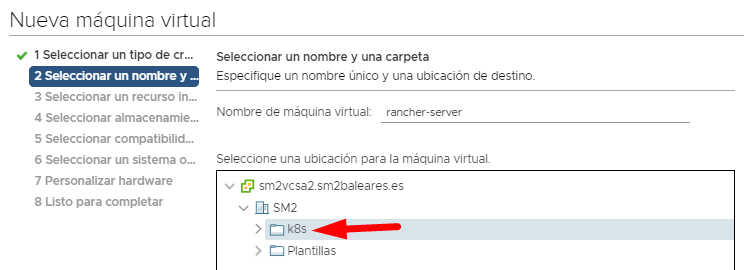 Nueva máquina virtual
1 Seleccionar un tipo de cr...
2 Seleccionar un nombre y ...
3 Seleccionar un recurso in...
4 Seleccionar almacenamie...
5 Seleccionar compatibilid...
6 Seleccionar un sistema o...
7 Personalizar hardware
8 Listo para completar
Seleccionar un nombre y una carpeta
Especifique un nombre único y una ubicación de destino.
Nombre de máquina virtual: rancher-server
Seleccione una ubicación para la máquina virtual.
sm2vcsa2.sm2baleares.es
SM2
k8s
Plantillas